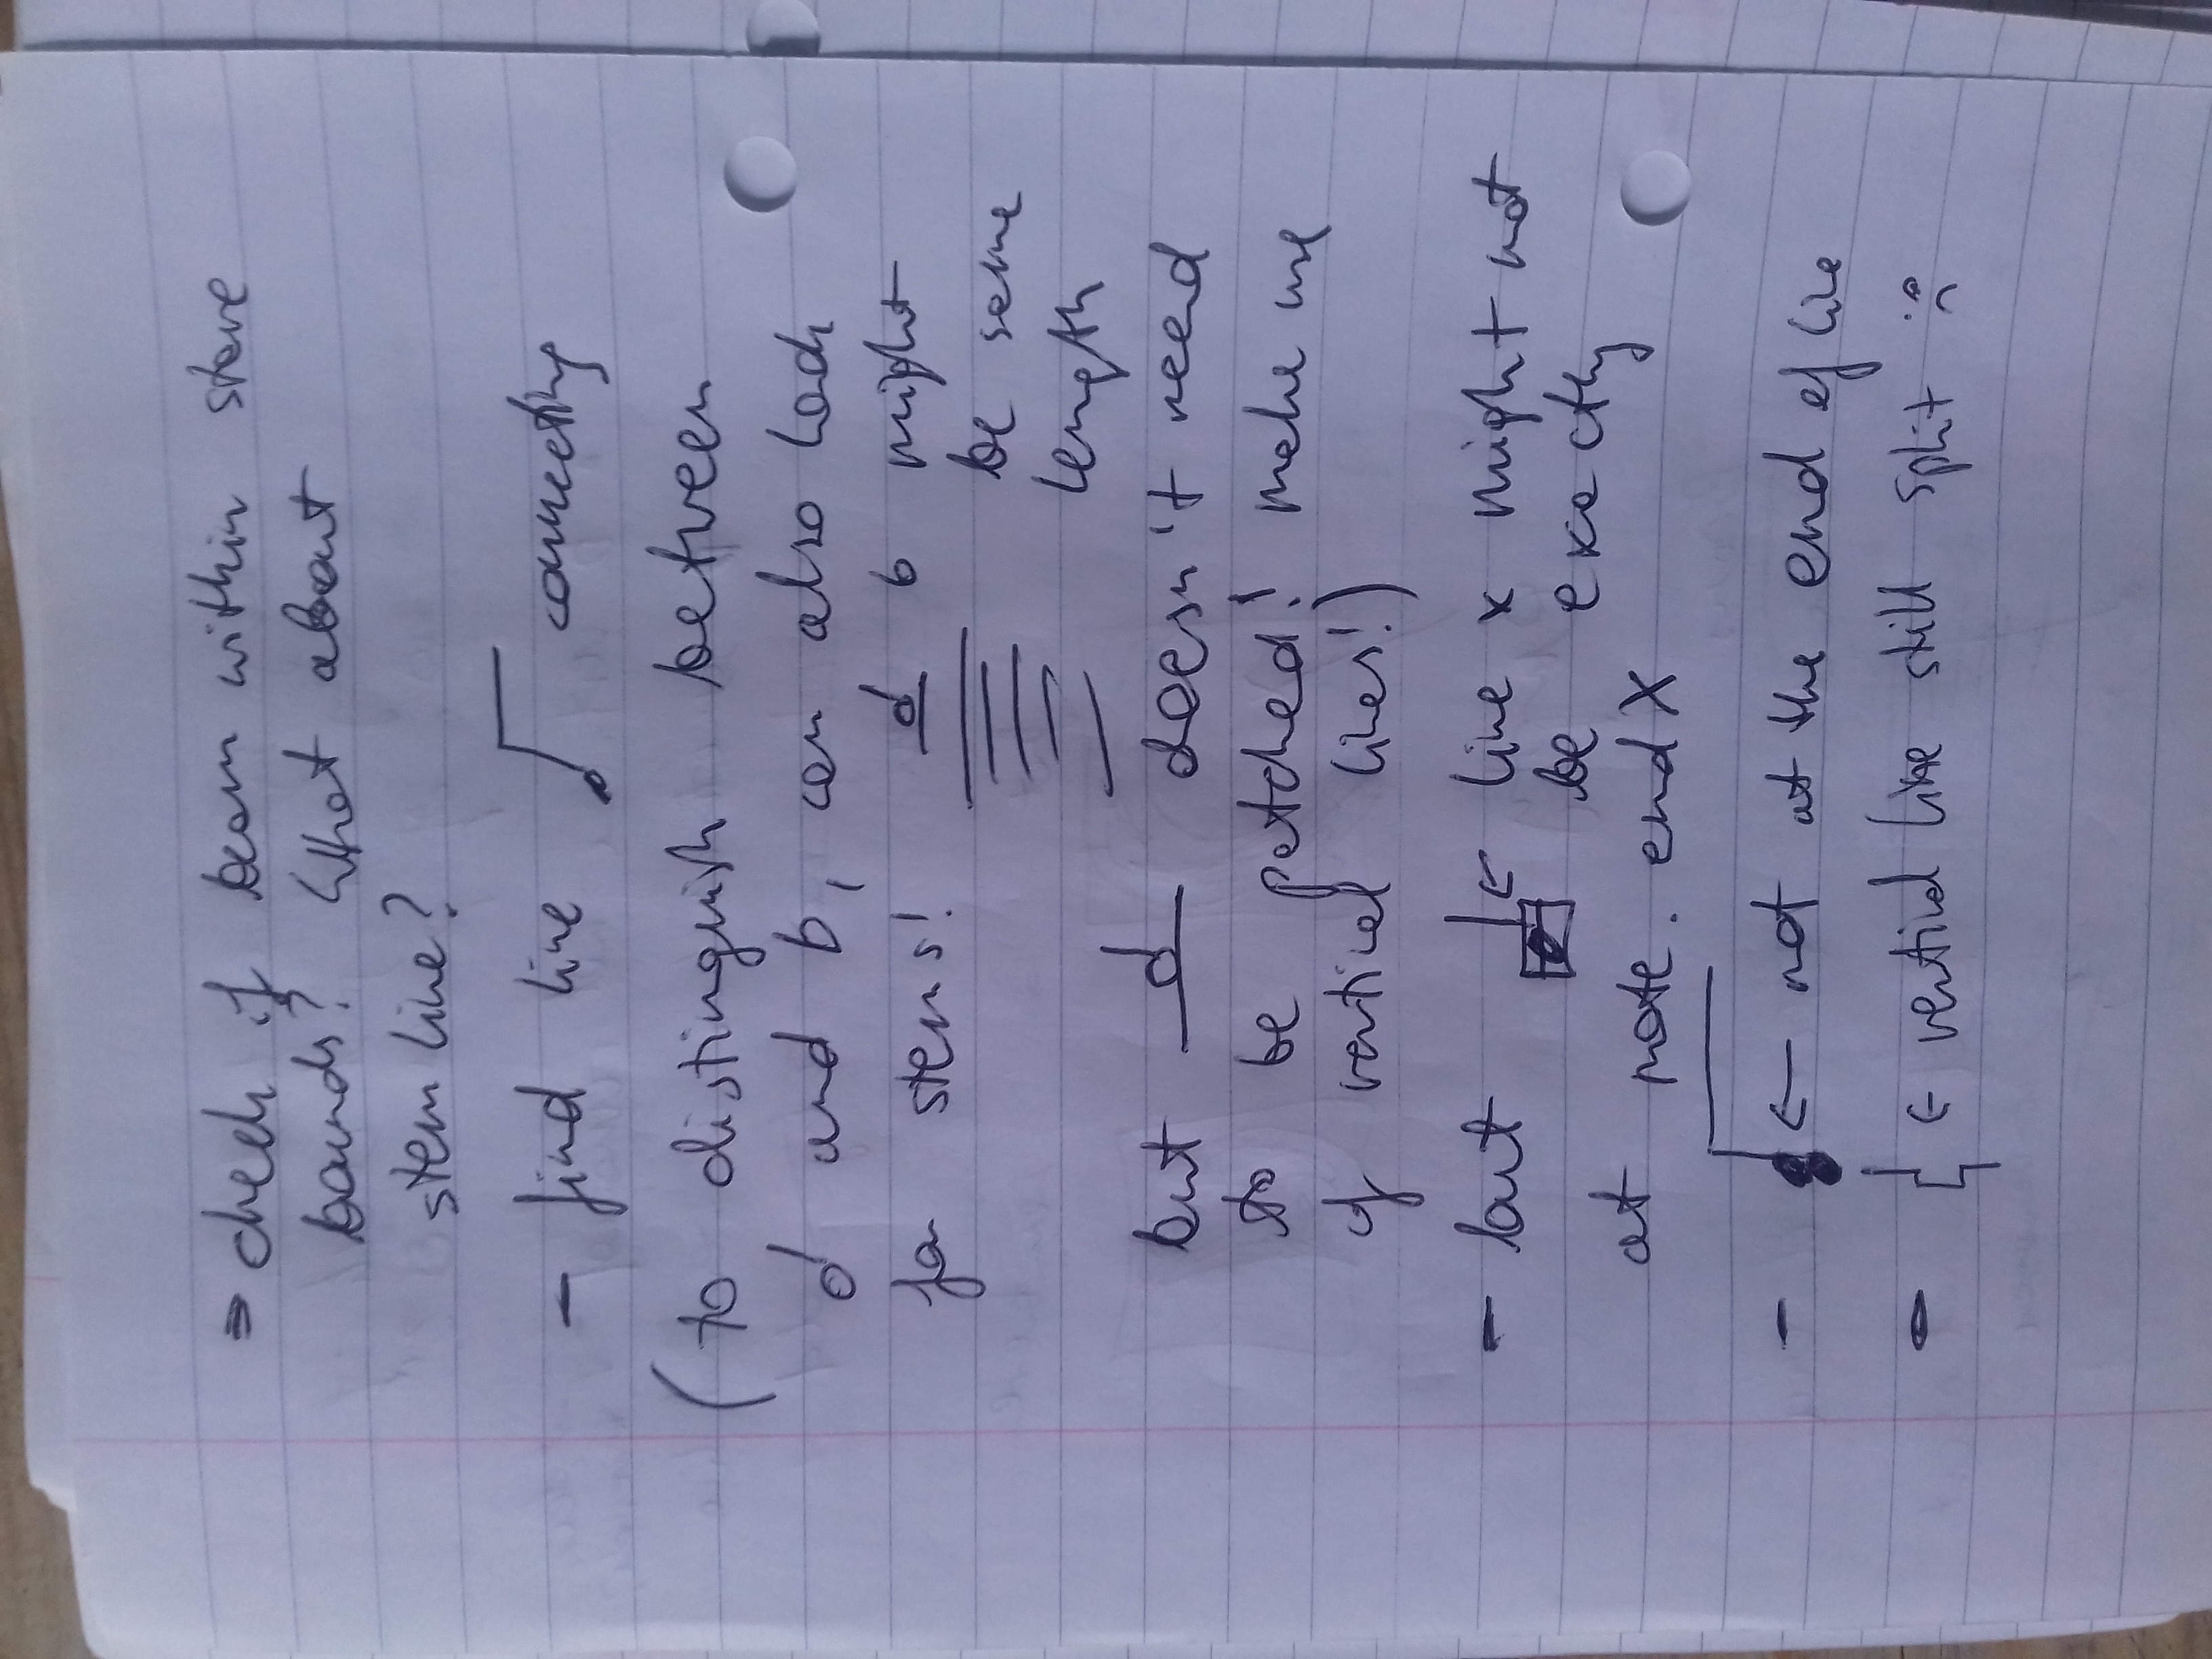 ⇒ check if beam within stave
bounds? What about
stem line?
- find line connecting
(to distinguish between
d and b, can also look
for stems! d b might
be same
length
but d doesn't need
to be patched! make use
of vertical lines!)
- but ← line x might not
be exactly
at note. end X
- ← not at the end of line
- ← vertical line still split :(